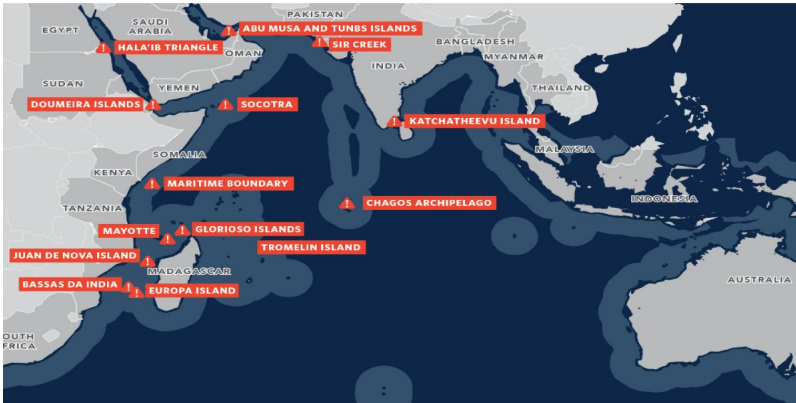 PAKISTAN
EGYPT
SAUDI
ARABIA
ABU MUSA AND TUNBS ISLANDS
HALA'IB TRIANGLE
OMAN
SIR CREEK
BANGLADESH
MYANMAR
INDIA
SUDAN
YEMEN
THAILAND
DOUMEIRA ISLANDS
SOCOTRA
KATCHATHEEVU ISLAND
SOMALIA
MALAYSIA
KENYA
MARITIME BOUNDARY
TANZANIA
CHAGOS ARCHIPELAGO
INDONESIA
MAYOTTE
GLORIOSO ISLANDS
TROMELIN ISLAND
JUAN DE NOVA ISLAND
MADAGASCAR
AUSTRALIA
BASSAS DA INDIA
EUROPA ISLAND
OUTH
FRICA